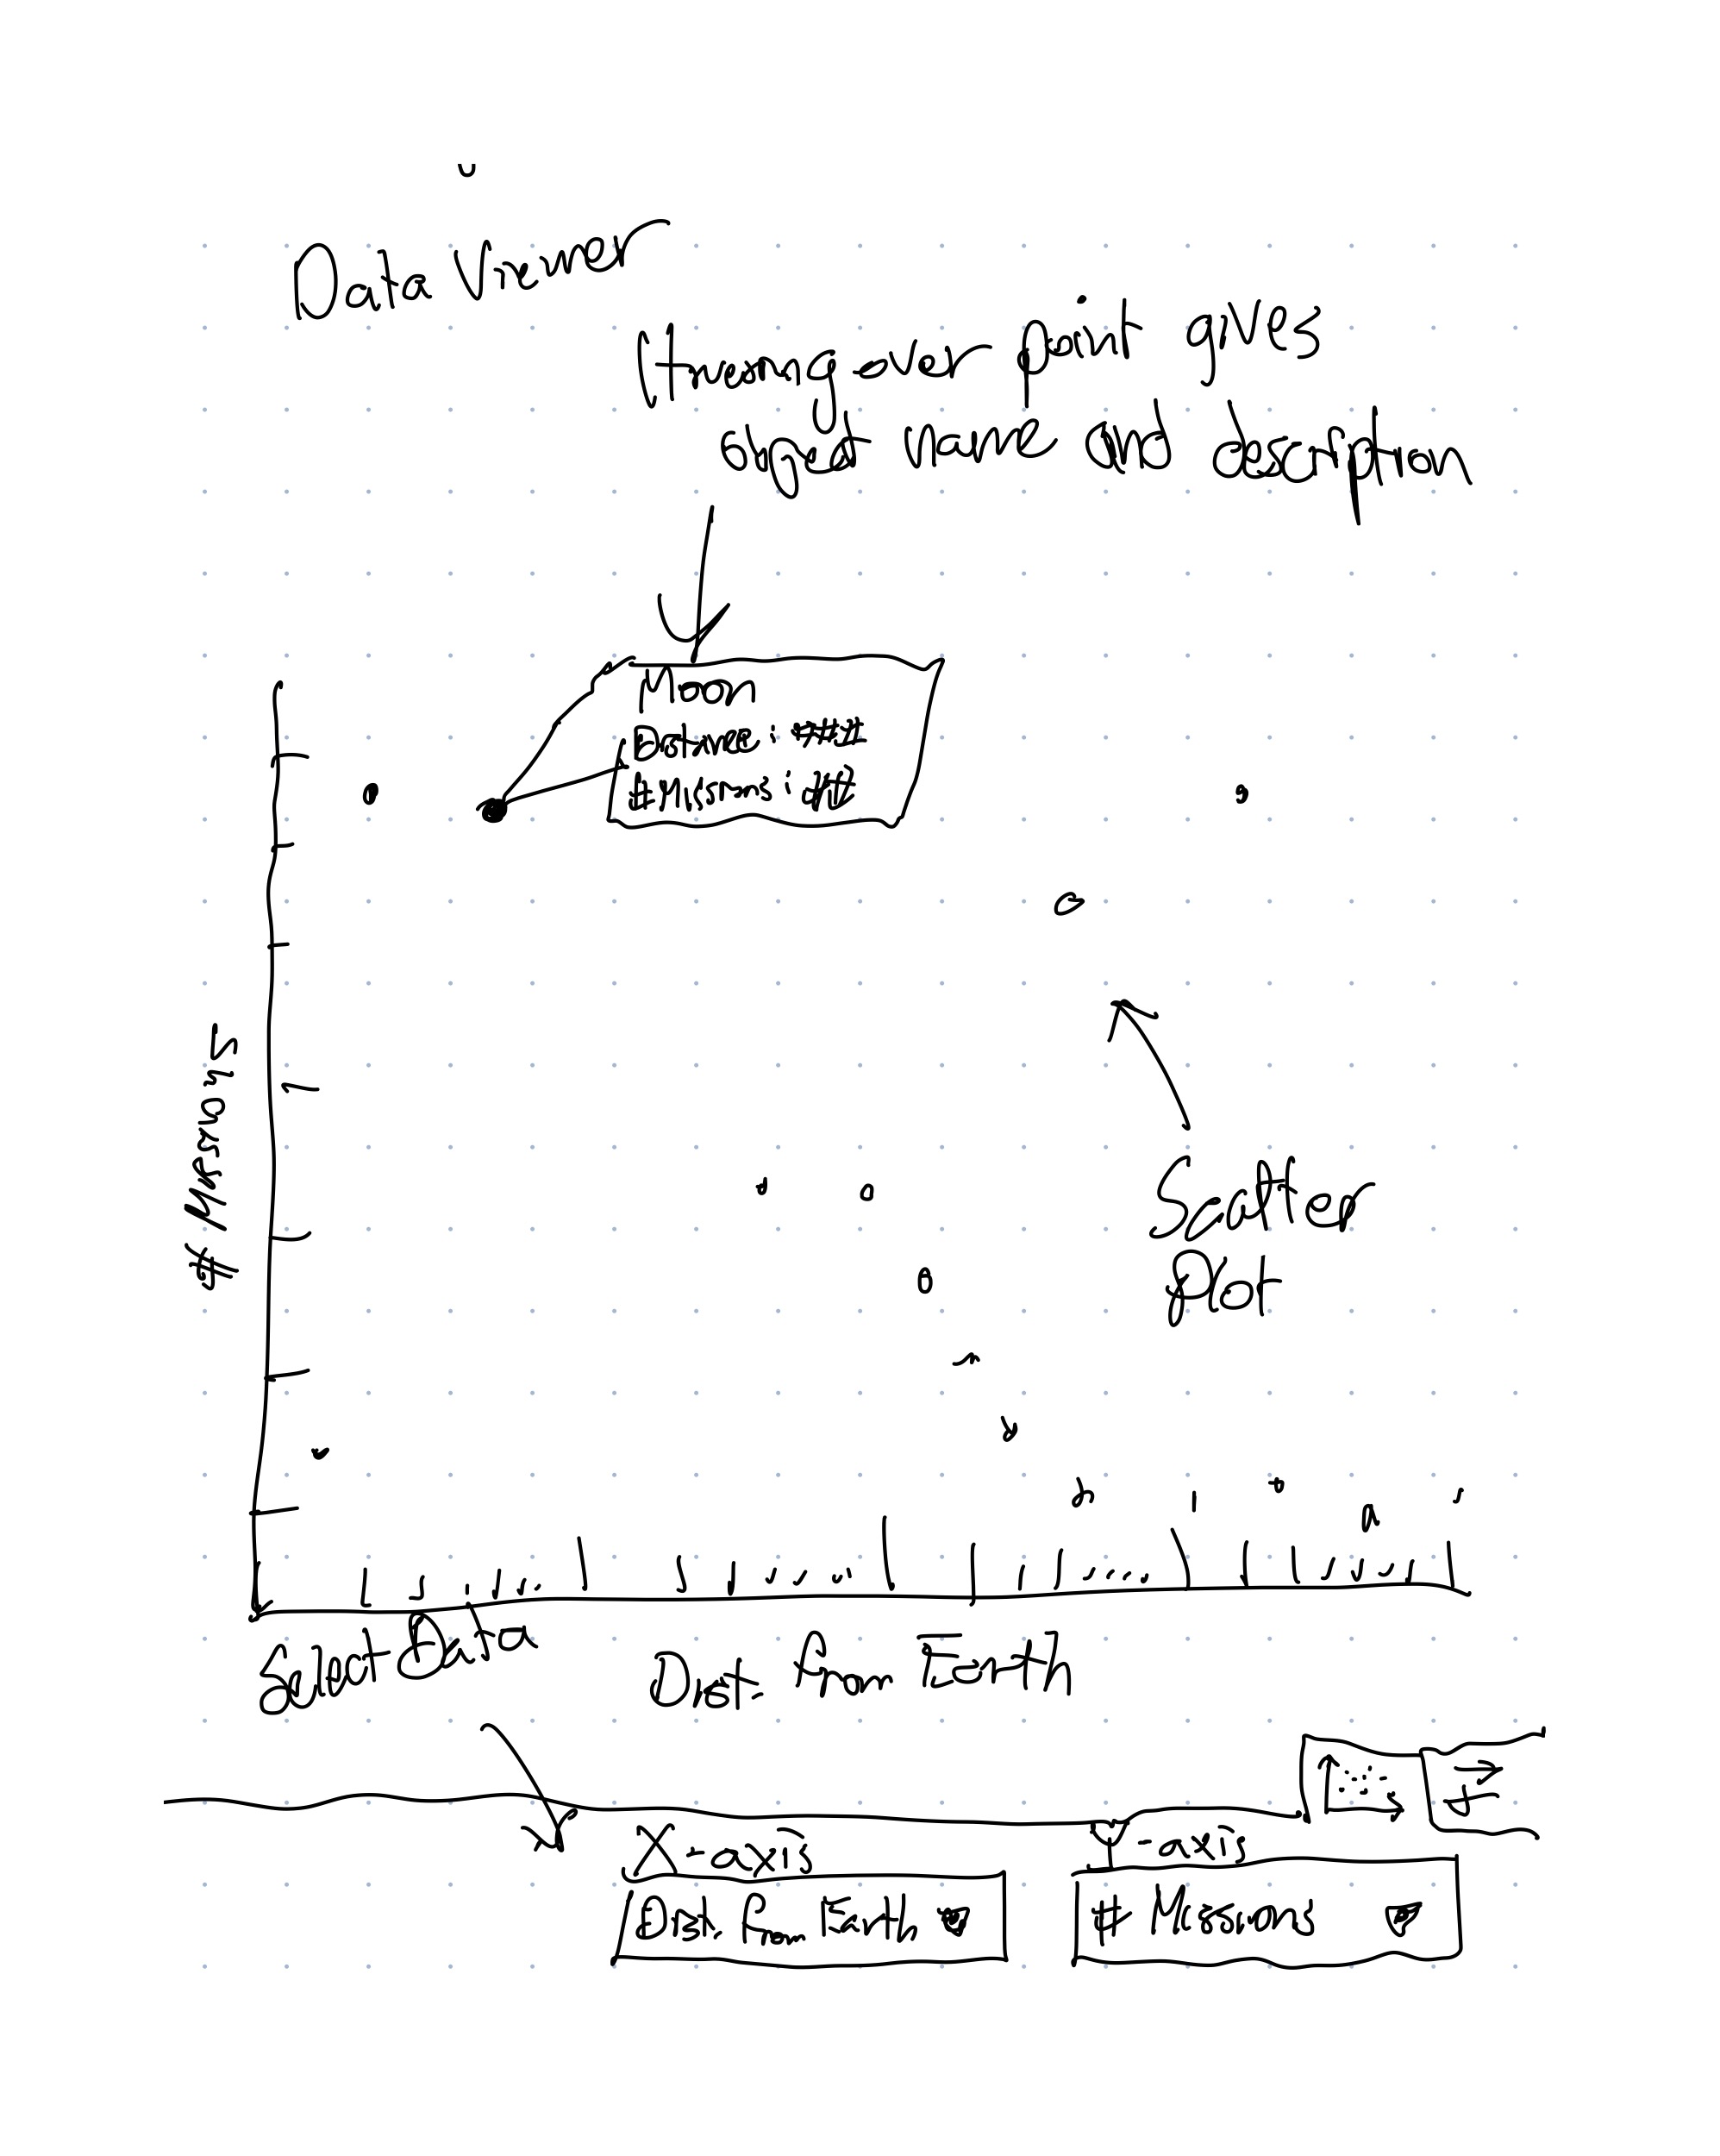 Data Viewer
Hovering over point gives
object name and description
Moon
Distance: ###
# Missions: ##
# Missions
Scatter
Plot
Select Data
Dist. from Earth
X-axis
Y-axis
Dist. from Earth
# Missions